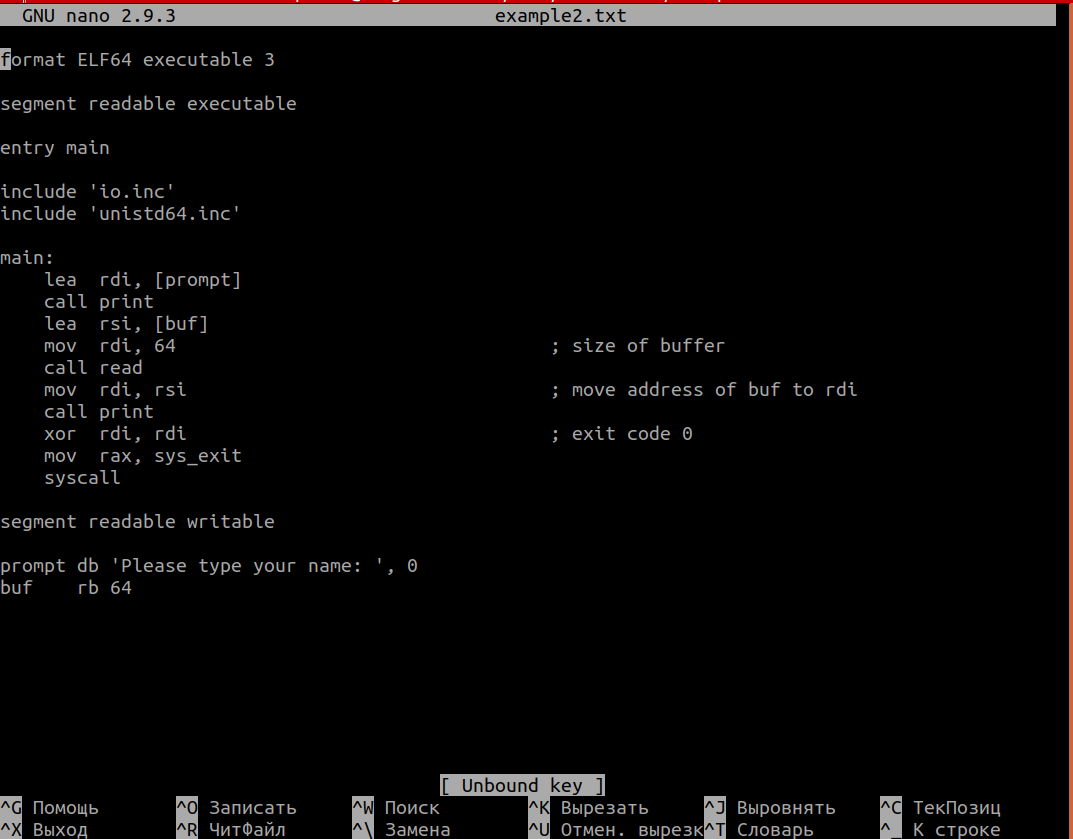 GNU nano 2.9.3 example2.txt
format ELF64 executable 3
segment readable executable
entry main
include 'io.inc'
include 'unistd64.inc'
main:
    lea  rdi, [prompt]
    call print
    lea  rsi, [buf]
    mov  rdi, 64                                  ; size of buffer
    call read
    mov  rdi, rsi                                 ; move address of buf to rdi
    call print
    xor  rdi, rdi                                 ; exit code 0
    mov  rax, sys_exit
    syscall
segment readable writable
prompt db 'Please type your name: ', 0
buf    rb 64
[ Unbound key ]
^G Помощь ^O Записать ^W Поиск ^K Вырезать ^J Выровнять ^C ТекПозиц
^X Выход ^R ЧитФайл ^\ Замена ^U Отмен. вырезк ^T Словарь ^_ К строке